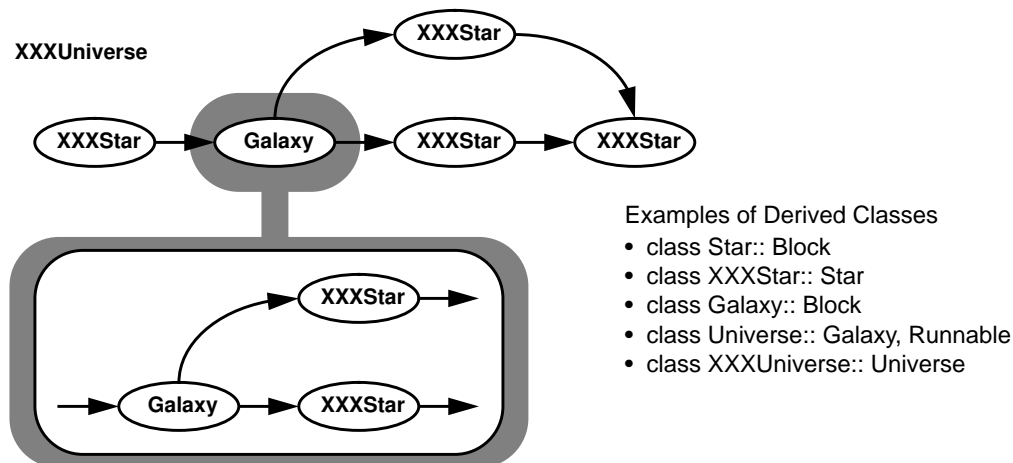 XXXStar
XXXUniverse
XXXStar
Galaxy
XXXStar
XXXStar
Examples of Derived Classes
• class Star:: Block
• class XXXStar:: Star
• class Galaxy:: Block
• class Universe:: Galaxy, Runnable
• class XXXUniverse:: Universe
XXXStar
Galaxy
XXXStar